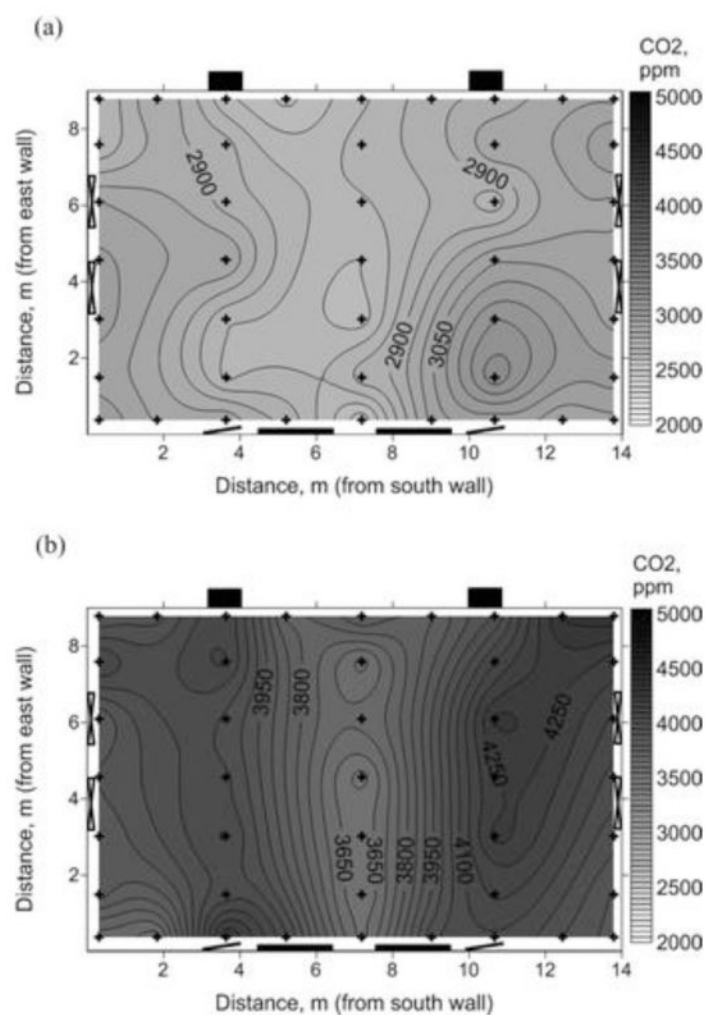 (a)
CO2,
ppm
5000
4500
4000
3500
3000
2500
2000
8
6
4
2
2900
2900
2900
3050
2 4 6 8 10 12 14
Distance, m (from east wall)
Distance, m (from south wall)
(b)
CO2,
ppm
5000
4500
4000
3500
3000
2500
2000
8
6
4
2
3950
3800
4250
4250
3650
3650
3800
3950
4100
2 4 6 8 10 12 14
Distance, m (from east wall)
Distance, m (from south wall)